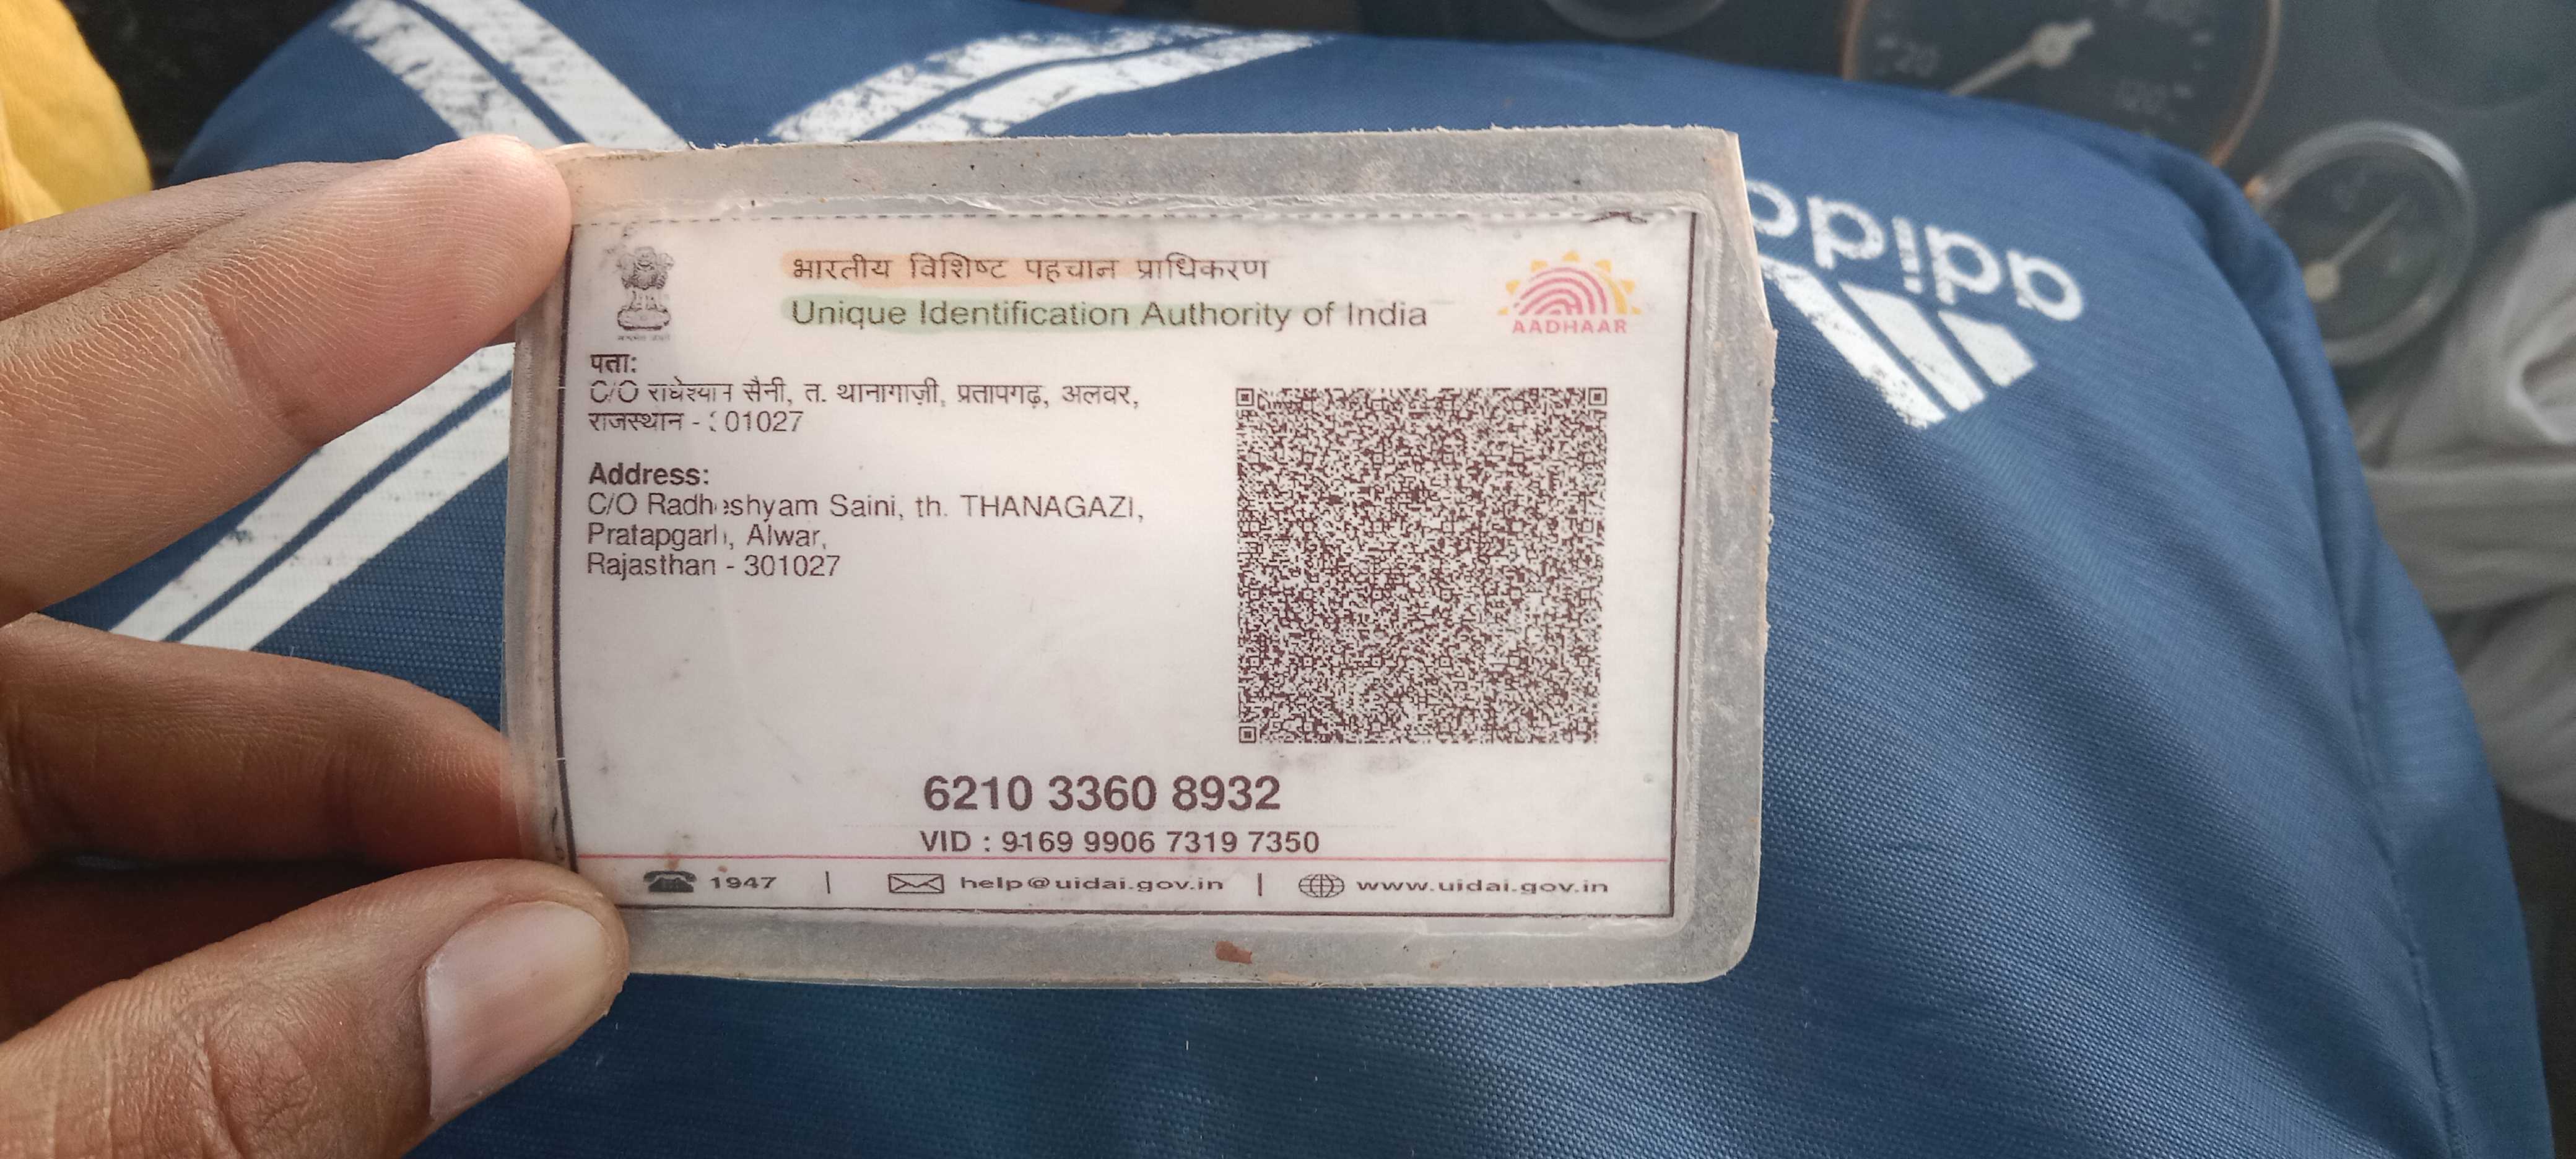 भारतीय विशिष्ट पहचान प्राधिकरण
Unique Identification Authority of India
AADHAAR
पता:
C/O राधेश्याम सैनी, त. थानागाज़ी, प्रतापगढ़, अलवर,
राजस्थान - 301027
Address:
C/O Radheshyam Saini, th. THANAGAZI,
Pratapgarh, Alwar,
Rajasthan - 301027
6210 3360 8932
VID : 9169 9906 7319 7350
1947 | help@uidai.gov.in | www.uidai.gov.in
adidas
20
120